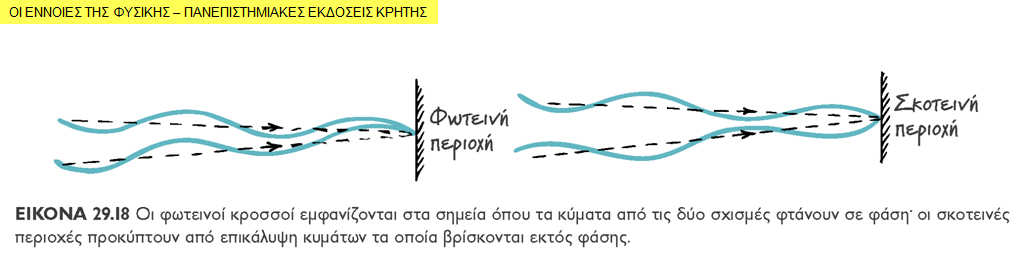 ΟΙ ΕΝΝΟΙΕΣ ΤΗΣ ΦΥΣΙΚΗΣ – ΠΑΝΕΠΙΣΤΗΜΙΑΚΕΣ ΕΚΔΟΣΕΙΣ ΚΡΗΤΗΣ
Φωτεινή
περιοχή
Σκοτεινή
περιοχή
ΕΙΚΟΝΑ 29.18 Οι φωτεινοί κροσσοί εμφανίζονται στα σημεία όπου τα κύματα από τις δύο σχισμές φτάνουν σε φάση· οι σκοτεινές
περιοχές προκύπτουν από επικάλυψη κυμάτων τα οποία βρίσκονται εκτός φάσης.